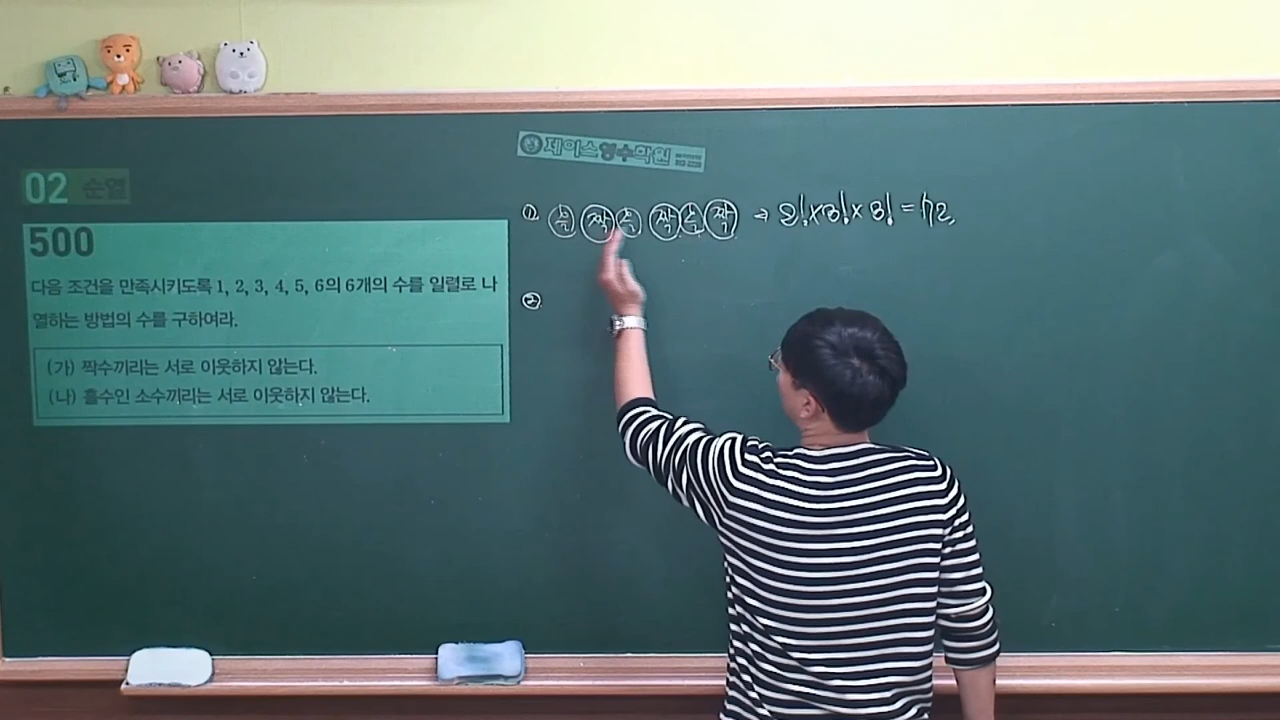 제이스영수학원
02 순열
500
다음 조건을 만족시키도록 1, 2, 3, 4, 5, 6의 6개의 수를 일렬로 나
열하는 방법의 수를 구하여라.
(가) 짝수끼리는 서로 이웃하지 않는다.
(나) 홀수인 소수끼리는 서로 이웃하지 않는다.
① 짝 짝 짝 → 2!×3!×3! = 72
②